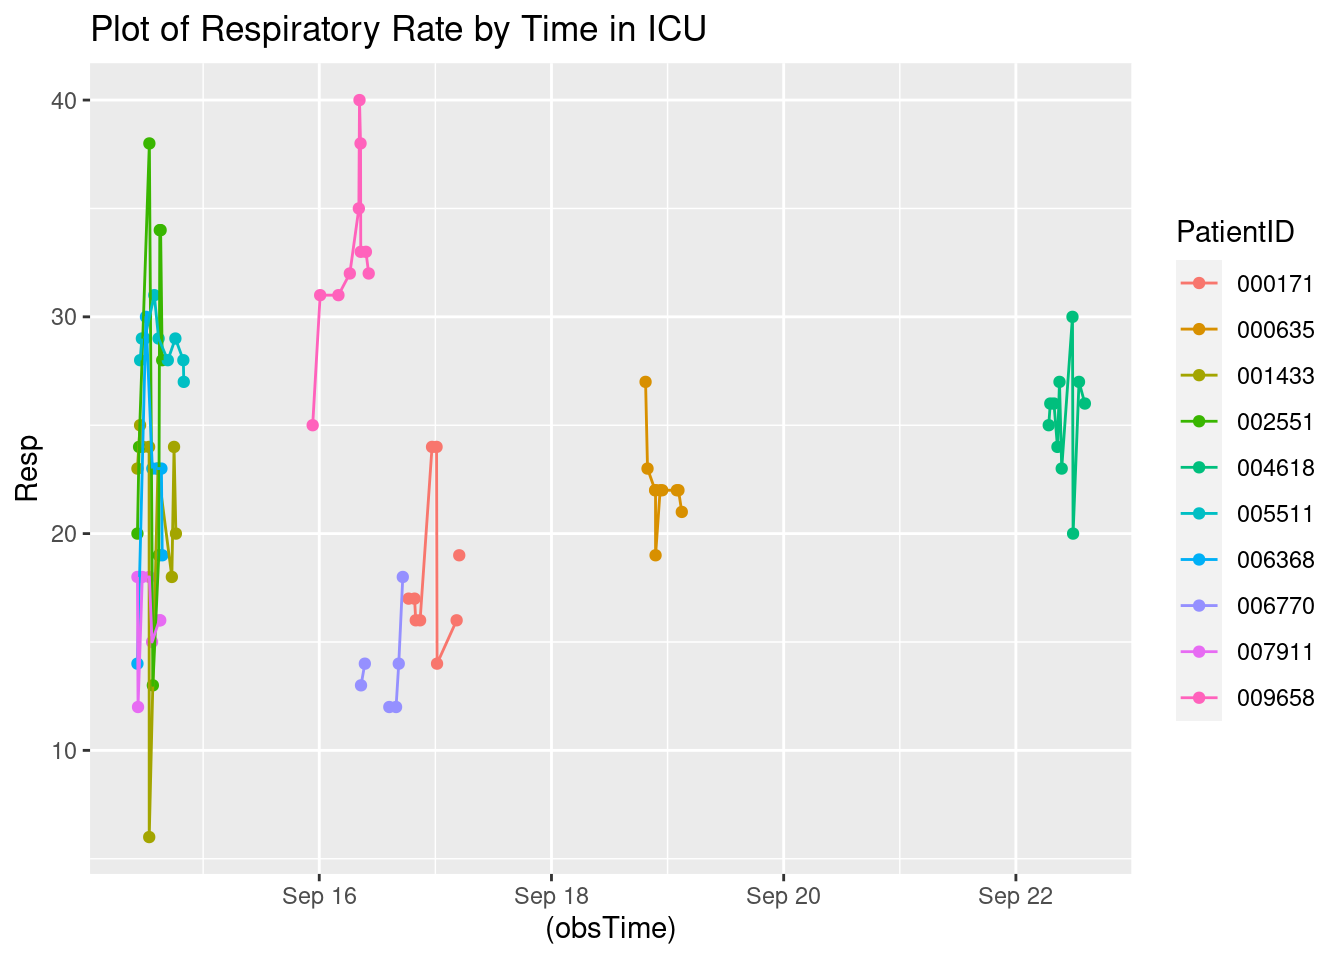 Plot of Respiratory Rate by Time in ICU
Resp
40
30
20
10
Sep 16
Sep 18
Sep 20
Sep 22
(obsTime)
PatientID
000171
000635
001433
002551
004618
005511
006368
006770
007911
009658